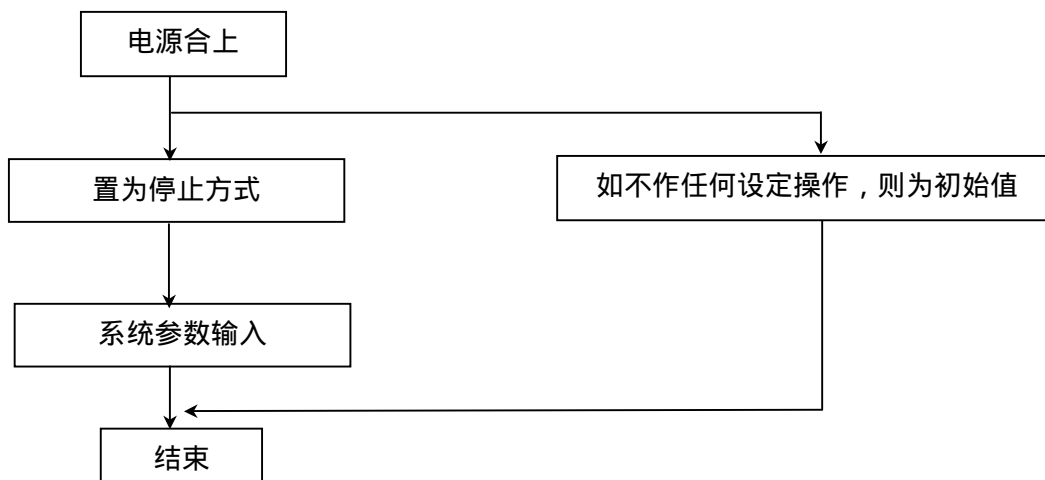 电源合上
置为停止方式
如不作任何设定操作，则为初始值
系统参数输入
结束